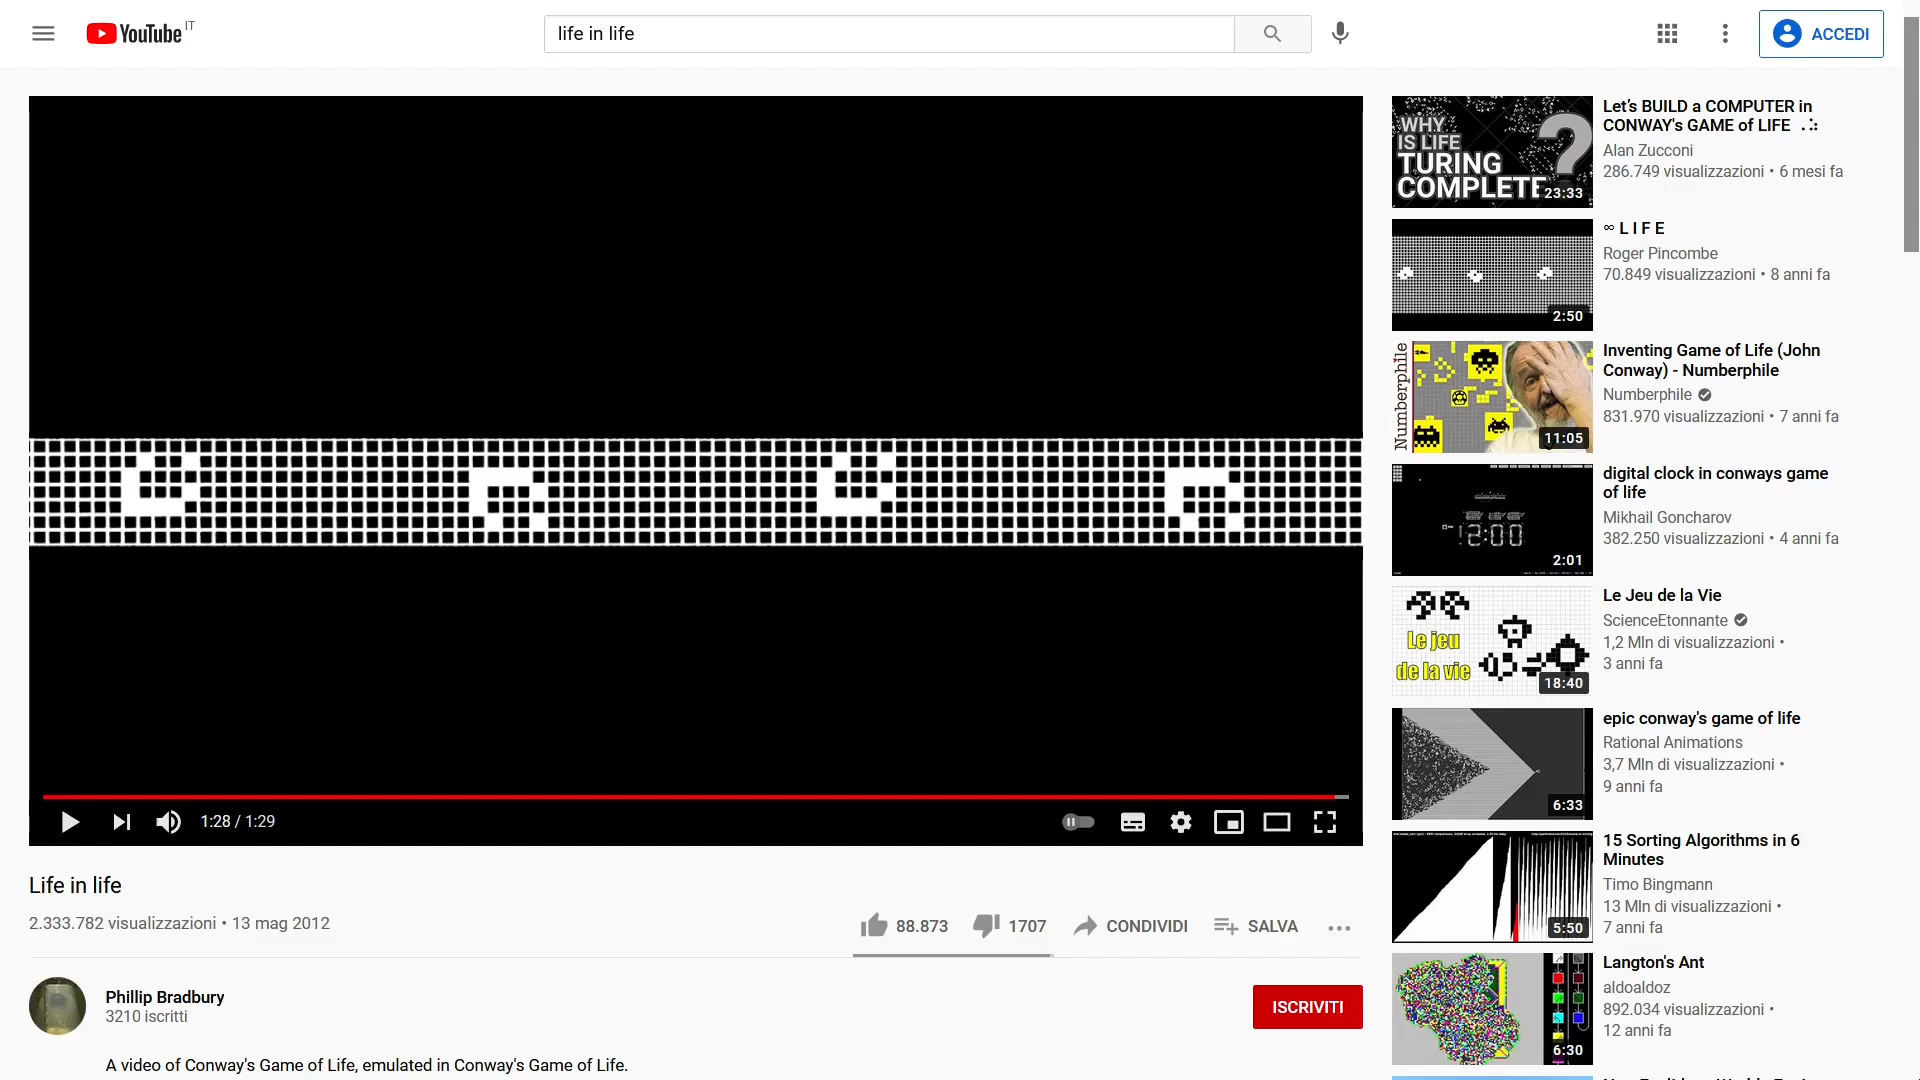 YouTube IT
life in life
ACCEDI
1:28 / 1:29
Life in life
2.333.782 visualizzazioni • 13 mag 2012
88.873
1707
CONDIVIDI
SALVA
Phillip Bradbury
3210 iscritti
ISCRIVITI
A video of Conway's Game of Life, emulated in Conway's Game of Life.
WHY
IS LIFE
TURING
COMPLETE
?
23:33
Let's BUILD a COMPUTER in
CONWAY's GAME of LIFE
Alan Zucconi
286.749 visualizzazioni • 6 mesi fa
2:50
∞ L I F E
Roger Pincombe
70.849 visualizzazioni • 8 anni fa
Numberphile
11:05
Inventing Game of Life (John
Conway) - Numberphile
Numberphile
831.970 visualizzazioni • 7 anni fa
12:00
2:01
digital clock in conways game
of life
Mikhail Goncharov
382.250 visualizzazioni • 4 anni fa
Le jeu
de la vie
18:40
Le Jeu de la Vie
ScienceEtonnante
1,2 Mln di visualizzazioni •
3 anni fa
6:33
epic conway's game of life
Rational Animations
3,7 Mln di visualizzazioni •
9 anni fa
5:50
15 Sorting Algorithms in 6
Minutes
Timo Bingmann
13 Mln di visualizzazioni •
7 anni fa
6:30
Langton's Ant
aldoaldoz
892.034 visualizzazioni •
12 anni fa